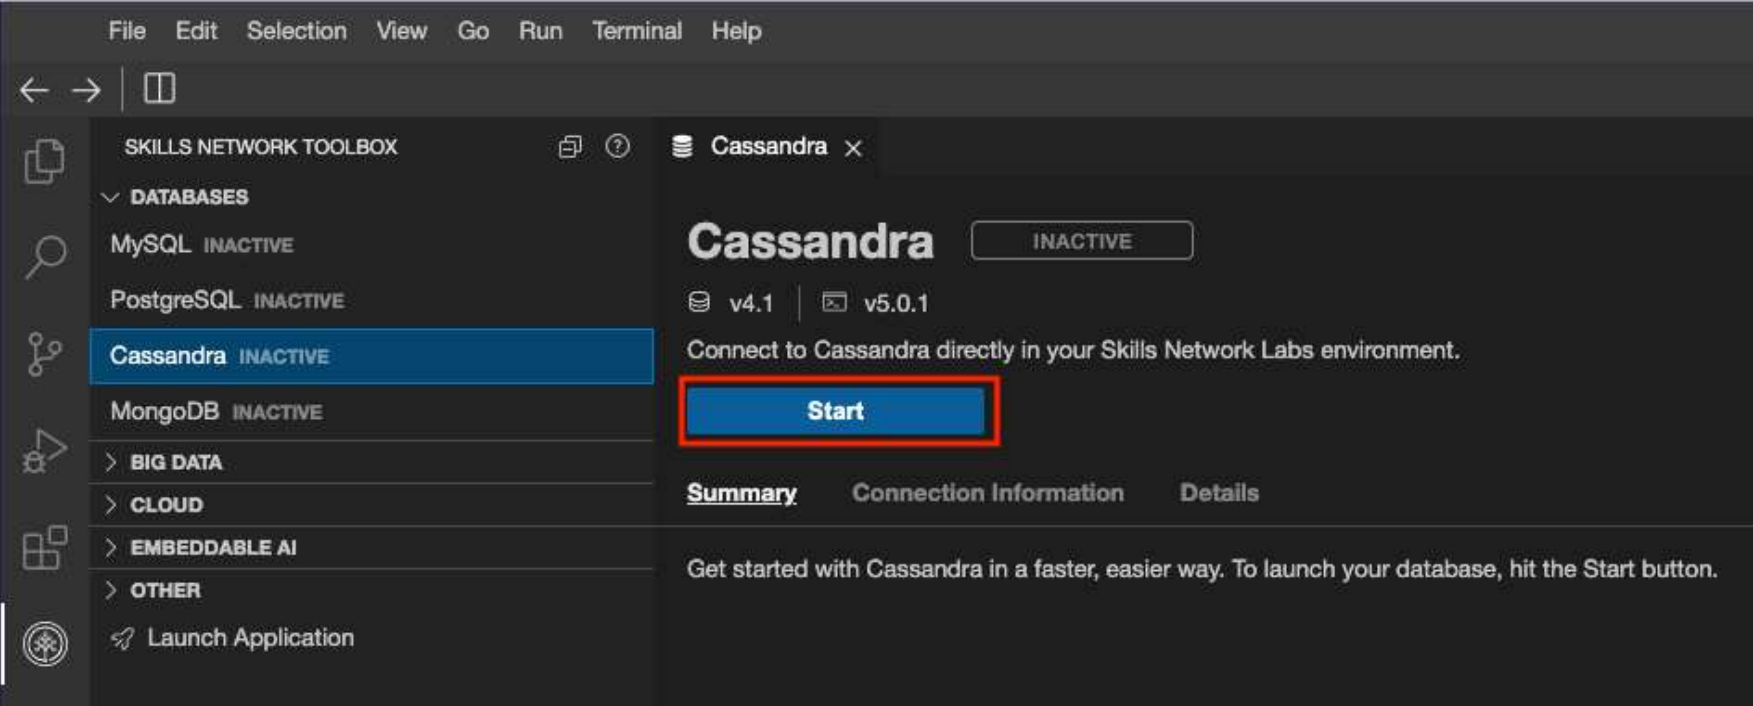 File Edit Selection View Go Run Terminal Help
SKILLS NETWORK TOOLBOX
DATABASES
MySQL INACTIVE
PostgreSQL INACTIVE
Cassandra INACTIVE
MongoDB INACTIVE
BIG DATA
CLOUD
EMBEDDABLE AI
OTHER
Launch Application
Cassandra
Cassandra INACTIVE
v4.1 v5.0.1
Connect to Cassandra directly in your Skills Network Labs environment.
Start
Summary Connection Information Details
Get started with Cassandra in a faster, easier way. To launch your database, hit the Start button.